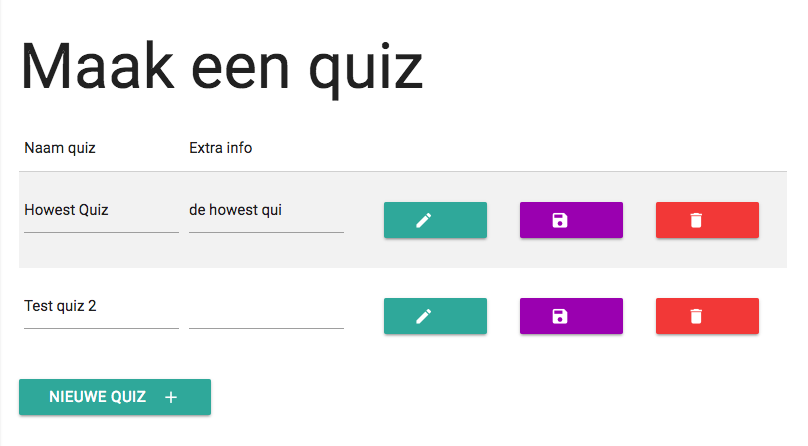 Maak een quiz
Naam quiz Extra info
Howest Quiz de howest qui
Test quiz 2
NIEUWE QUIZ +